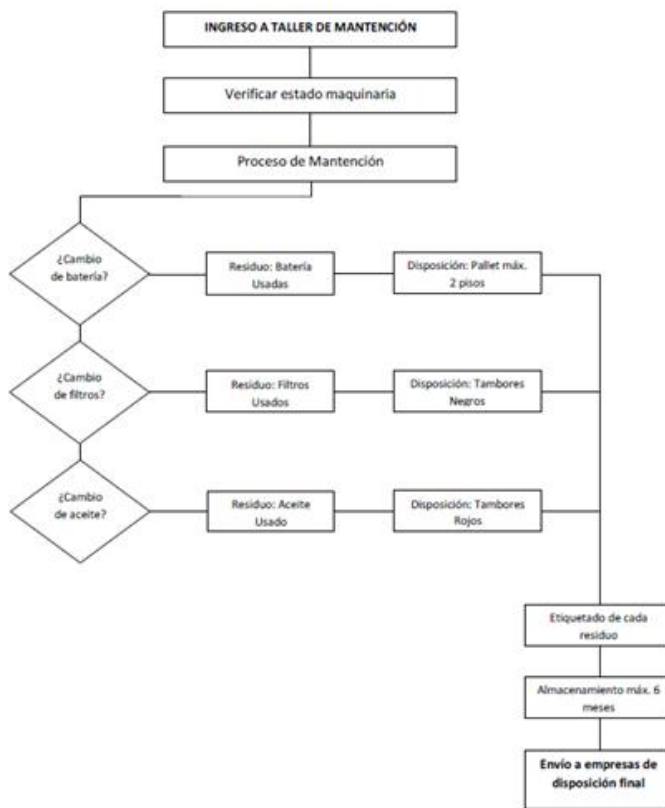 INGRESO A TALLER DE MANTENCIÓN
Verificar estado maquinaria
Proceso de Mantención
¿Cambio
de batería?
Residuo: Batería
Usadas
Disposición: Pallet máx.
2 pisos
¿Cambio
de filtros?
Residuo: Filtros
Usados
Disposición: Tambores
Negros
¿Cambio
de aceite?
Residuo: Aceite
Usado
Disposición: Tambores
Rojos
Etiquetado de cada
residuo
Almacenamiento máx. 6
meses
Envío a empresas de
disposición final